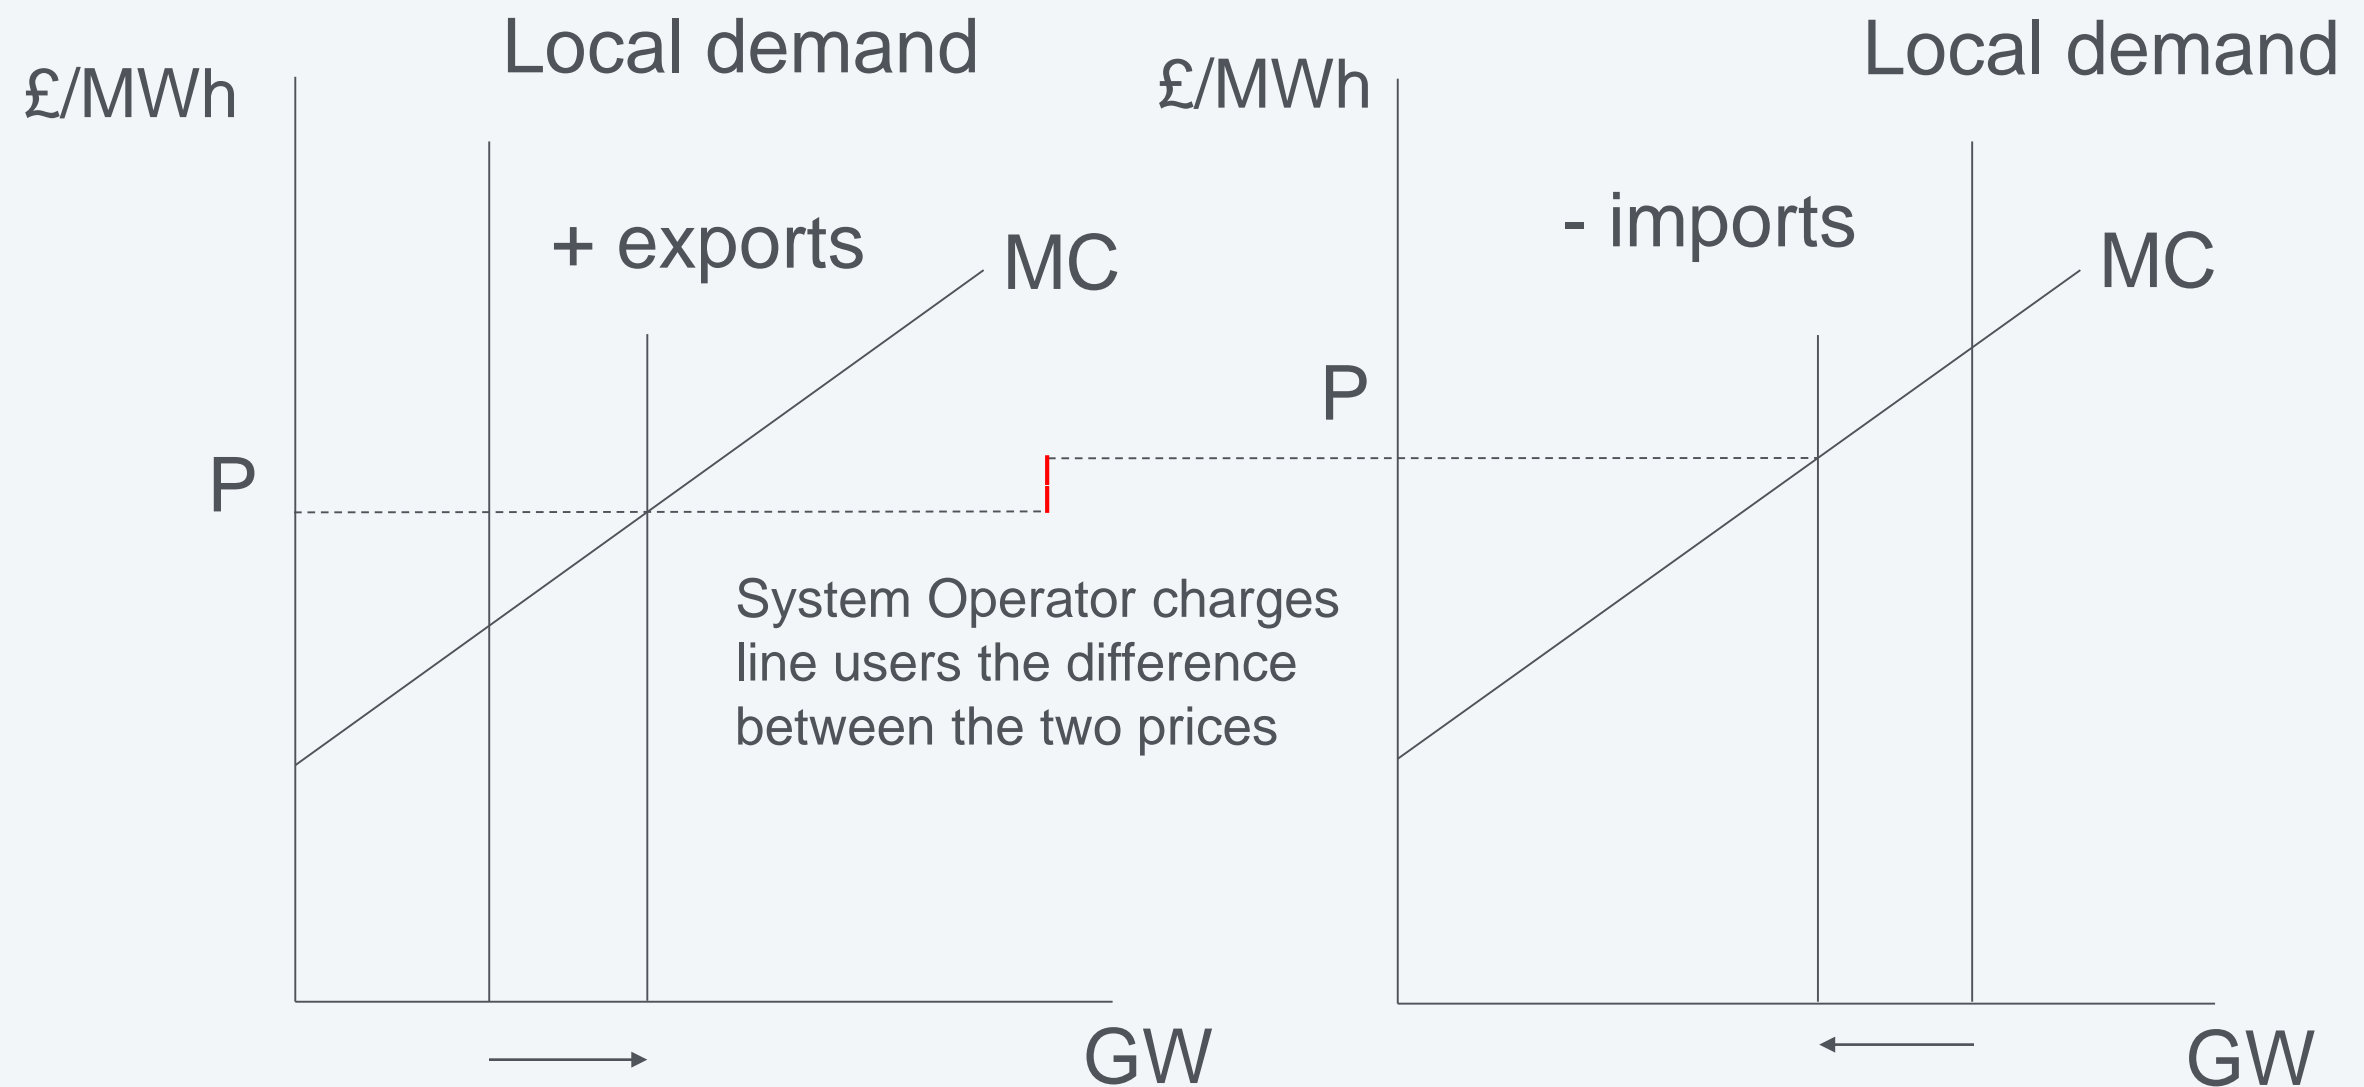 Local demand
£/MWh
+ exports
MC
P
GW
System Operator charges
line users the difference
between the two prices
Local demand
£/MWh
- imports
MC
P
GW